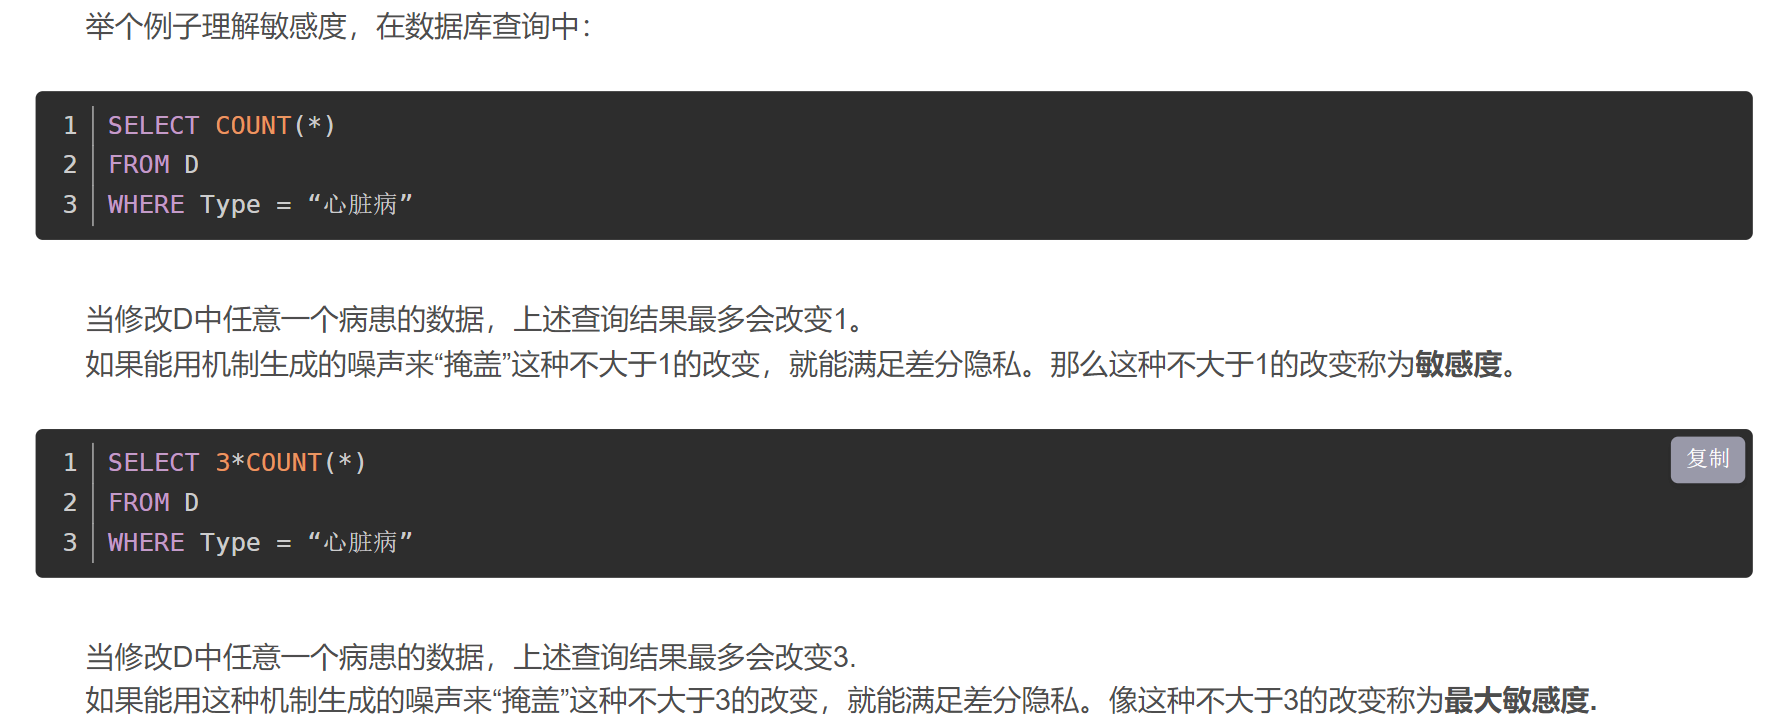 举个例子理解敏感度，在数据库查询中：
1 SELECT COUNT(*)
2 FROM D
3 WHERE Type = “心脏病”
当修改D中任意一个病患的数据，上述查询结果最多会改变1。
如果能用机制生成的噪声来“掩盖”这种不大于1的改变，就能满足差分隐私。那么这种不大于1的改变称为敏感度。
1 SELECT 3*COUNT(*)
复制
2 FROM D
3 WHERE Type = “心脏病”
当修改D中任意一个病患的数据，上述查询结果最多会改变3.
如果能用这种机制生成的噪声来“掩盖”这种不大于3的改变，就能满足差分隐私。像这种不大于3的改变称为最大敏感度.